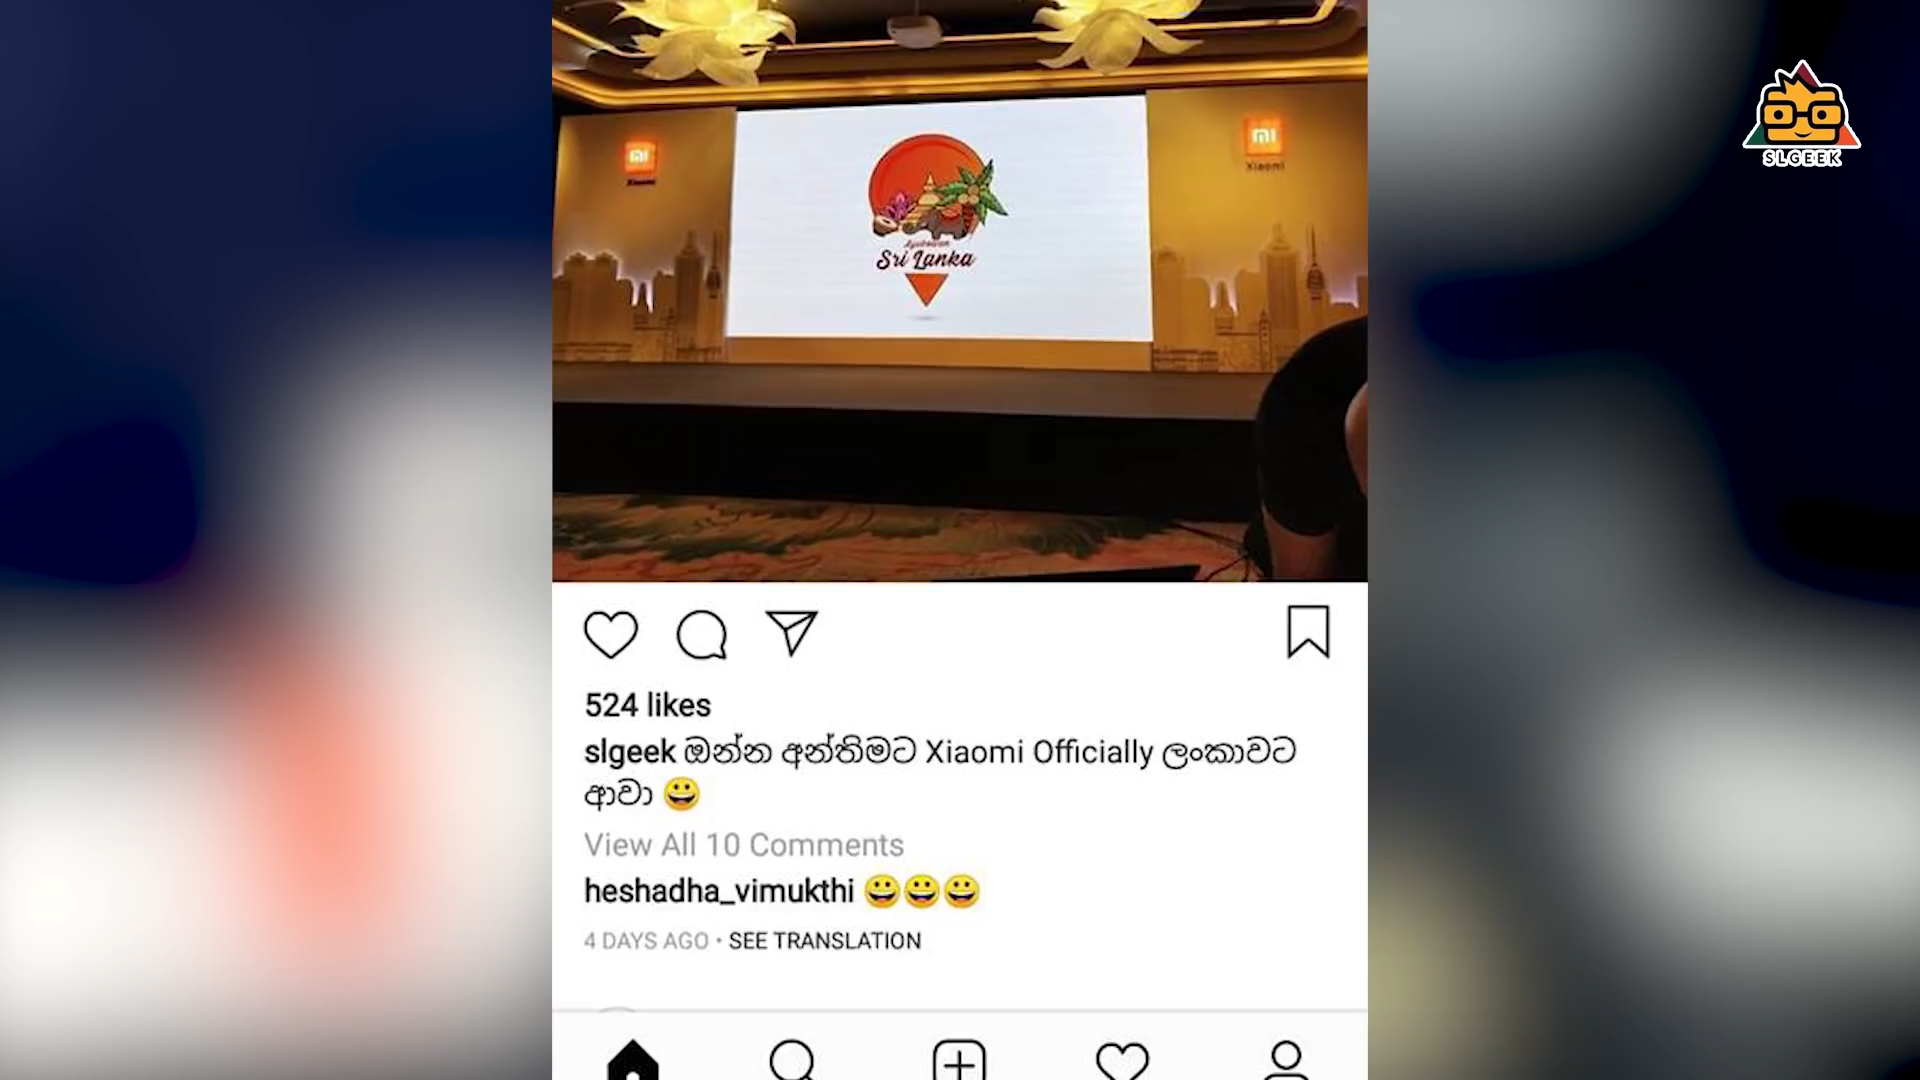 mi
Xiaomi
mi
Xiaomi
Ayubowan
Sri Lanka
SLGEEK
524 likes
slgeek ඔන්න අන්තිමට Xiaomi Officially ලංකාවට
ආවා 😀
View All 10 Comments
heshadha_vimukthi 😀😀😀
4 DAYS AGO • SEE TRANSLATION